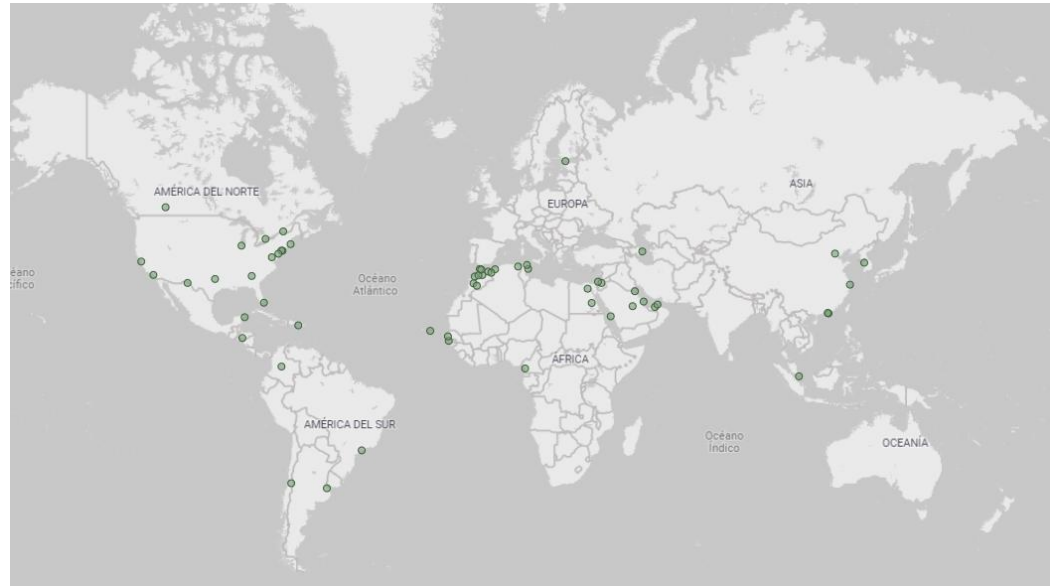 ASIA
AMÉRICA DEL NORTE
EUROPA
éano
cífico
Océano
Atlántico
ÁFRICA
AMÉRICA DEL SUR
Océano
Índico
OCEANÍA